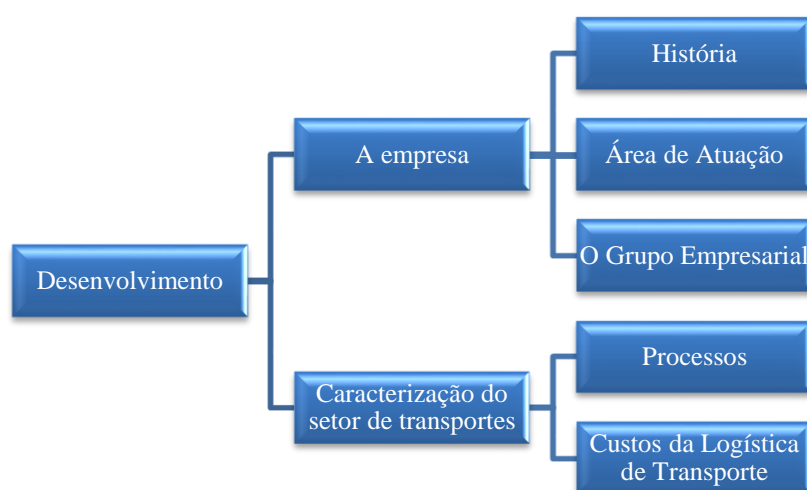 Desenvolvimento
A empresa
História
Área de Atuação
O Grupo Empresarial
Caracterização do
setor de transportes
Processos
Custos da Logística
de Transporte